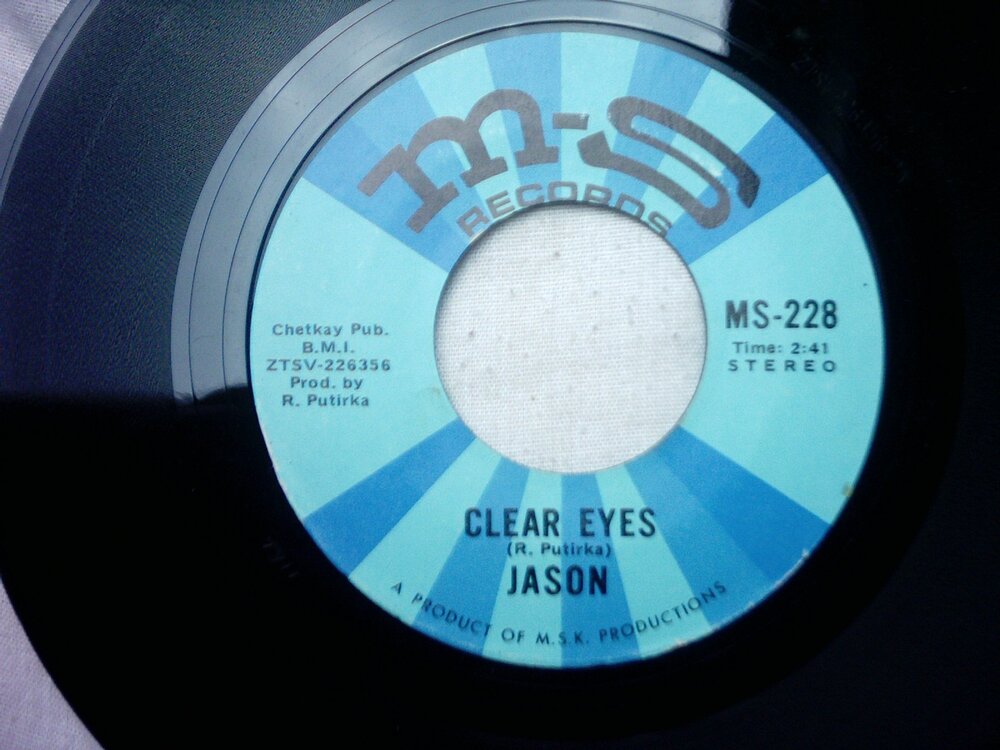 m-S
RECORDS
Chetkay Pub.
B.M.I.
ZTSV-226356
Prod. by
R. Putirka
MS-228
Time: 2:41
STEREO
CLEAR EYES
(R. Putirka)
JASON
A PRODUCT OF M.S.K. PRODUCTIONS